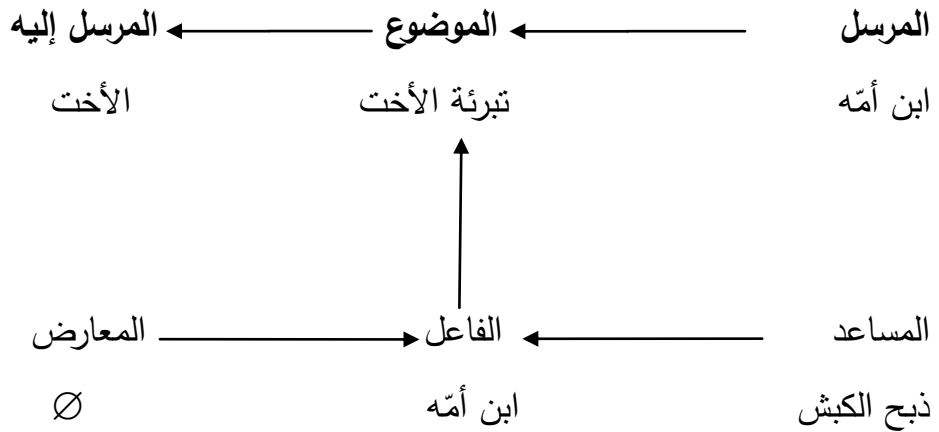 المرسل الموضوع المرسل إليه
ابن أمّه تبرئة الأخت الأخت
المساعد الفاعل المعارض
ذبح الكبش ابن أمّه ∅